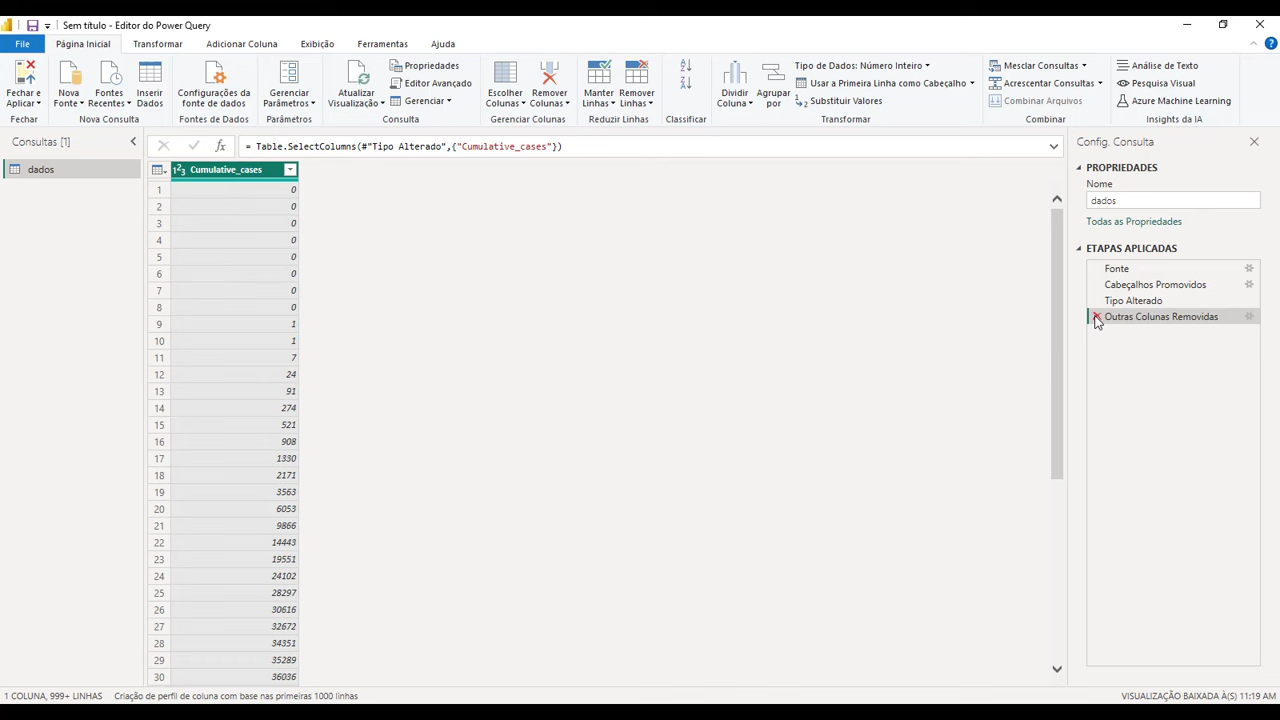 Sem título - Editor do Power Query
File Página Inicial Transformar Adicionar Coluna Exibição Ferramentas Ajuda
Fechar e Aplicar
Nova Fonte
Fontes Recentes
Inserir Dados
Configurações da fonte de dados
Gerenciar Parâmetros
Atualizar Visualização
Propriedades
Editor Avançado
Gerenciar
Escolher Colunas
Remover Colunas
Manter Linhas
Remover Linhas
Dividir Coluna
Agrupar por
Tipo de Dados: Número Inteiro
Usar a Primeira Linha como Cabeçalho
Substituir Valores
Mesclar Consultas
Acrescentar Consultas
Combinar Arquivos
Análise de Texto
Pesquisa Visual
Azure Machine Learning
Fechar Nova Consulta Fontes de Dados Parâmetros Consulta Gerenciar Colunas Reduzir Linhas Classificar Transformar Combinar Insights da IA
Consultas [1]
dados
= Table.SelectColumns(#"Tipo Alterado",{"Cumulative_cases"})
Cumulative_cases
1 0
2 0
3 0
4 0
5 0
6 0
7 0
8 0
9 1
10 1
11 7
12 24
13 91
14 274
15 521
16 908
17 1330
18 2171
19 3563
20 6053
21 9866
22 14443
23 19551
24 24102
25 28297
26 30616
27 32672
28 34351
29 35289
30 36036
Config. Consulta
PROPRIEDADES
Nome
dados
Todas as Propriedades
ETAPAS APLICADAS
Fonte
Cabeçalhos Promovidos
Tipo Alterado
Outras Colunas Removidas
1 COLUNA, 999+ LINHAS Criação de perfil de coluna com base nas primeiras 1000 linhas VISUALIZAÇÃO BAIXADA À(S) 11:19 AM